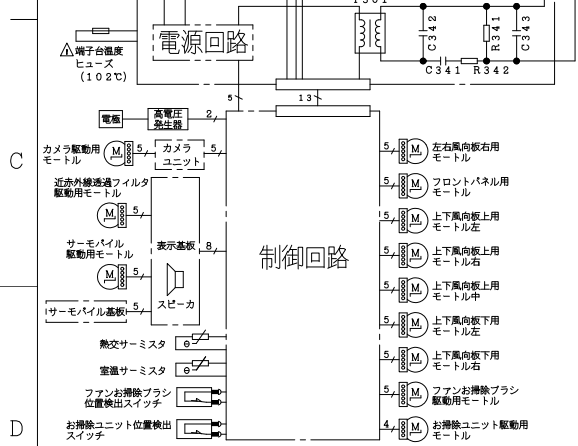 T301
C342
R341
C343
C341 R342
電源回路
端子台温度
ヒューズ
(102℃)
5
13
電極
高電圧
発生器
2
C
カメラ駆動用
モートル
M
5
カメラ
ユニット
5
近赤外線透過フィルタ
駆動用モートル
M
5
サーモパイル
駆動用モートル
M
5
表示基板
8
スピーカ
サーモパイル基板
5
制御回路
熱交サーミスタ
θ
室温サーミスタ
θ
ファンお掃除ブラシ
位置検出スイッチ
お掃除ユニット位置検出
スイッチ
D
5
M
左右風向板右用
モートル
5
M
フロントパネル用
モートル
5
M
上下風向板上用
モートル左
5
M
上下風向板上用
モートル右
5
M
上下風向板上用
モートル中
5
M
上下風向板下用
モートル左
5
M
上下風向板下用
モートル右
5
M
ファンお掃除ブラシ
駆動用モートル
4
M
お掃除ユニット駆動用
モートル